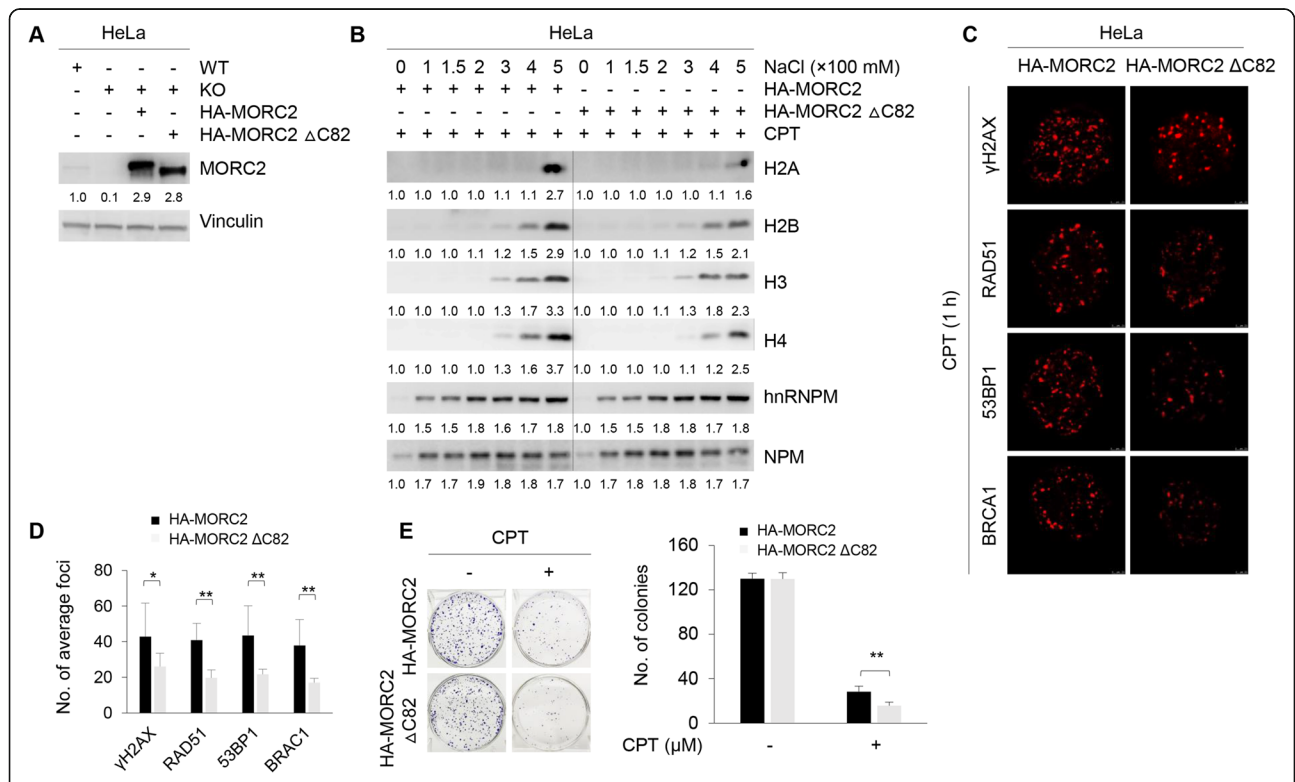 A
HeLa
+ - - - WT
- + + + KO
- - + - HA-MORC2
- - - + HA-MORC2 △C82
MORC2
1.0 0.1 2.9 2.8
Vinculin
B
HeLa
0 1 1.5 2 3 4 5 0 1 1.5 2 3 4 5 NaCl (×100 mM)
+ + + + + + + - - - - - - - HA-MORC2
- - - - - - - + + + + + + + HA-MORC2 △C82
+ + + + + + + + + + + + + + CPT
H2A
1.0 1.0 1.0 1.0 1.1 1.1 2.7 1.0 1.0 1.0 1.0 1.0 1.1 1.6
H2B
1.0 1.0 1.0 1.1 1.2 1.5 2.9 1.0 1.0 1.0 1.1 1.2 1.5 2.1
H3
1.0 1.0 1.0 1.0 1.3 1.7 3.3 1.0 1.0 1.0 1.1 1.3 1.8 2.3
H4
1.0 1.0 1.0 1.0 1.3 1.6 3.7 1.0 1.0 1.0 1.0 1.1 1.2 2.5
hnRNPM
1.0 1.5 1.5 1.8 1.6 1.7 1.8 1.0 1.5 1.5 1.8 1.8 1.7 1.8
NPM
1.0 1.7 1.7 1.9 1.8 1.8 1.7 1.0 1.7 1.8 1.8 1.8 1.7 1.7
C
HeLa
HA-MORC2 HA-MORC2 ΔC82
CPT (1 h)
γH2AX
RAD51
53BP1
BRCA1
D
HA-MORC2
HA-MORC2 ΔC82
No. of average foci
80
60
40
20
0
* ** ** **
γH2AX RAD51 53BP1 BRAC1
E
CPT
- +
HA-MORC2
HA-MORC2
△C82
HA-MORC2
HA-MORC2 ΔC82
No. of colonies
160
120
80
40
0
**
CPT (μM) - +